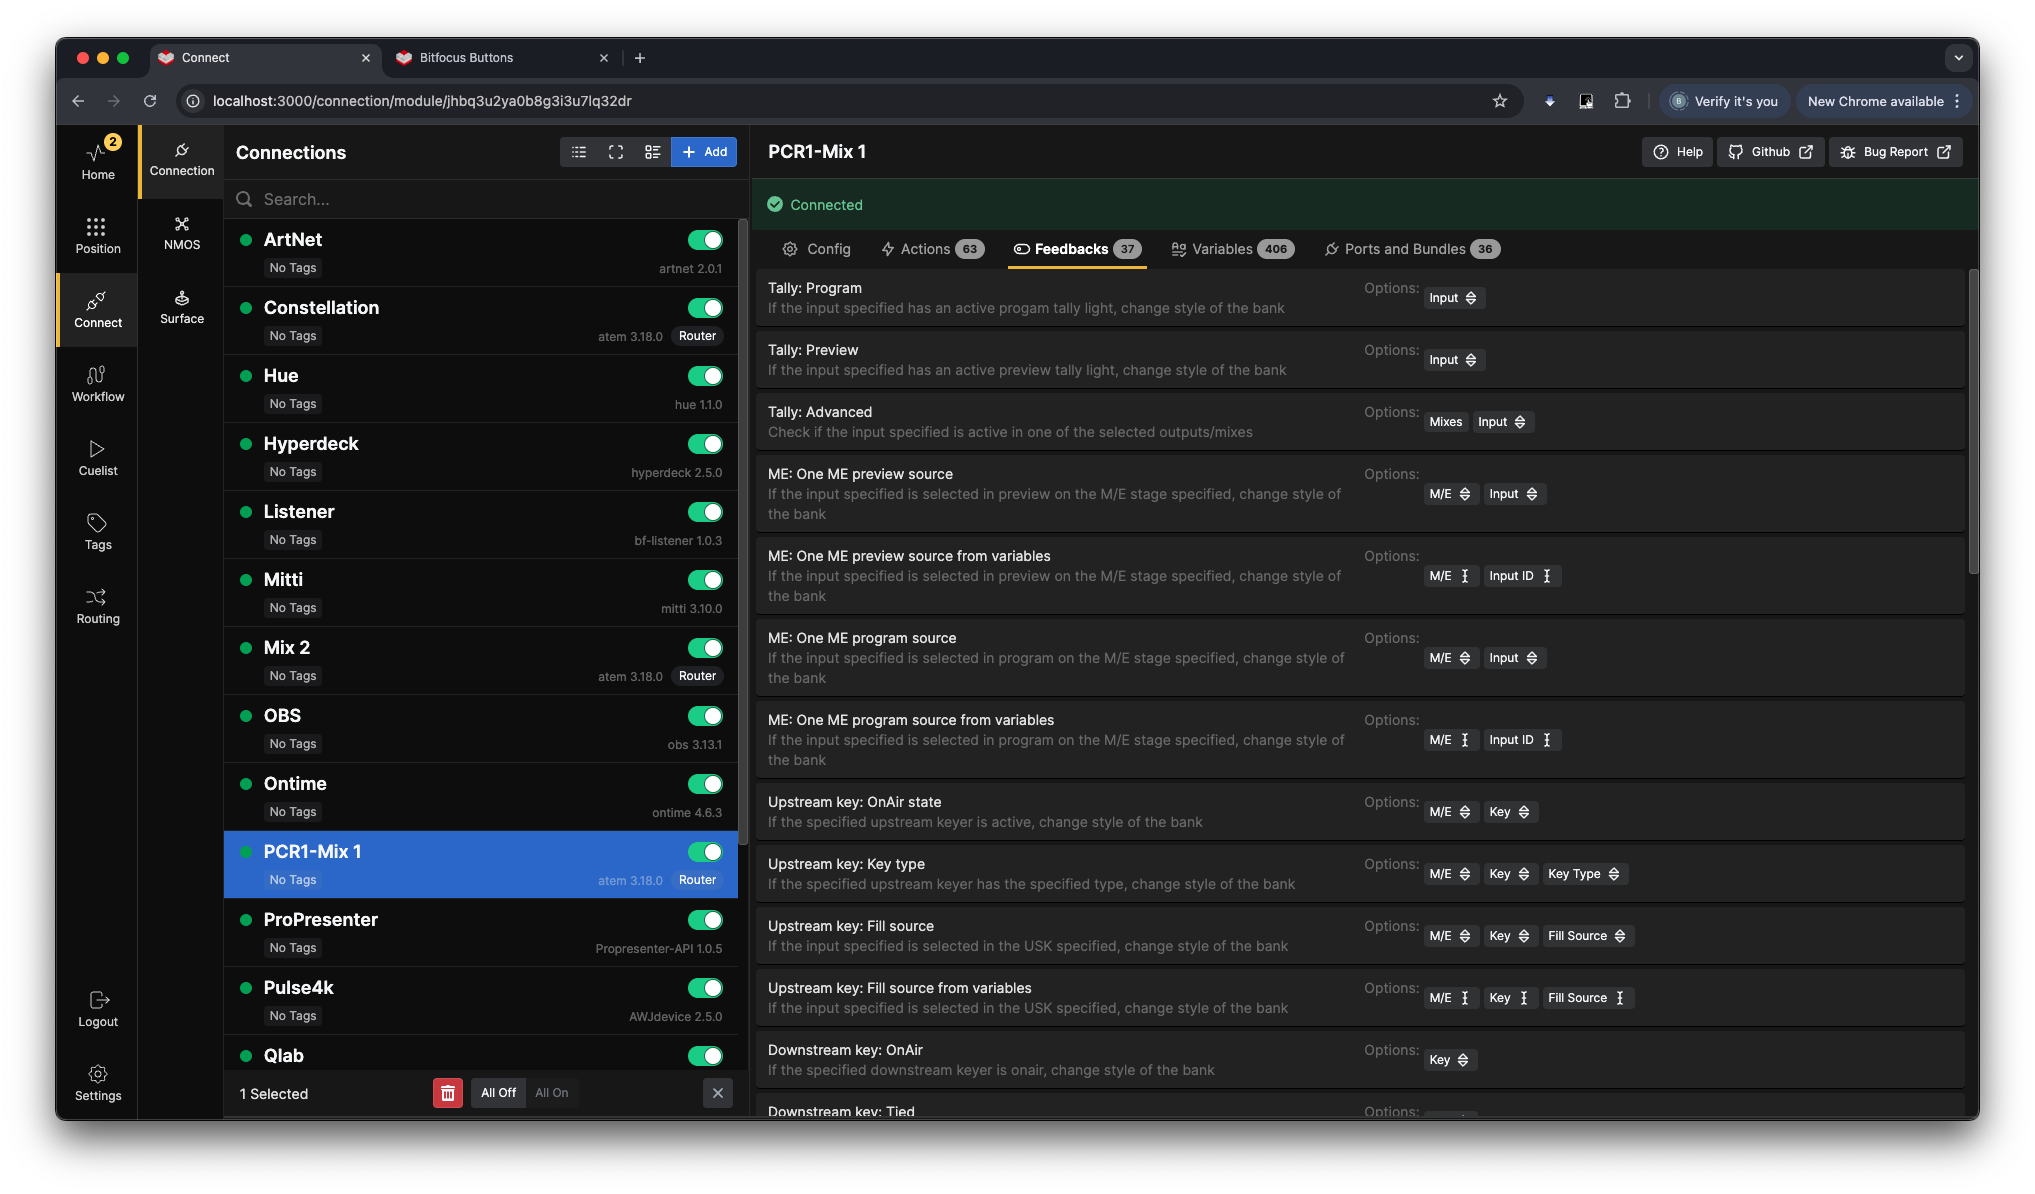 Connect
Bitfocus Buttons
localhost:3000/connection/module/jhbq3u2ya0b8g3i3u7lq32dr
B
Verify it's you
New Chrome available
2
Home
Position
Connect
Workflow
Cuelist
Tags
Routing
Logout
Settings
Connection
NMOS
Surface
Connections
Add
Search...
ArtNet
No Tags
artnet 2.0.1
Constellation
No Tags
atem 3.18.0 Router
Hue
No Tags
hue 1.1.0
Hyperdeck
No Tags
hyperdeck 2.5.0
Listener
No Tags
bf-listener 1.0.3
Mitti
No Tags
mitti 3.10.0
Mix 2
No Tags
atem 3.18.0 Router
OBS
No Tags
obs 3.13.1
Ontime
No Tags
ontime 4.6.3
PCR1-Mix 1
No Tags
atem 3.18.0 Router
ProPresenter
No Tags
Propresenter-API 1.0.5
Pulse4k
No Tags
AWJdevice 2.5.0
Qlab
1 Selected
All Off
All On
PCR1-Mix 1
Help
Github
Bug Report
Connected
Config
Actions 63
Feedbacks 37
Variables 406
Ports and Bundles 36
Tally: Program
If the input specified has an active progam tally light, change style of the bank
Options: Input
Tally: Preview
If the input specified has an active preview tally light, change style of the bank
Options: Input
Tally: Advanced
Check if the input specified is active in one of the selected outputs/mixes
Options: Mixes Input
ME: One ME preview source
If the input specified is selected in preview on the M/E stage specified, change style of
the bank
Options: M/E Input
ME: One ME preview source from variables
If the input specified is selected in preview on the M/E stage specified, change style of
the bank
Options: M/E Input ID
ME: One ME program source
If the input specified is selected in program on the M/E stage specified, change style of
the bank
Options: M/E Input
ME: One ME program source from variables
If the input specified is selected in program on the M/E stage specified, change style of
the bank
Options: M/E Input ID
Upstream key: OnAir state
If the specified upstream keyer is active, change style of the bank
Options: M/E Key
Upstream key: Key type
If the specified upstream keyer has the specified type, change style of the bank
Options: M/E Key Key Type
Upstream key: Fill source
If the input specified is selected in the USK specified, change style of the bank
Options: M/E Key Fill Source
Upstream key: Fill source from variables
If the input specified is selected in the USK specified, change style of the bank
Options: M/E Key Fill Source
Downstream key: OnAir
If the specified downstream keyer is onair, change style of the bank
Options: Key
Downstream key: Tied
Options: